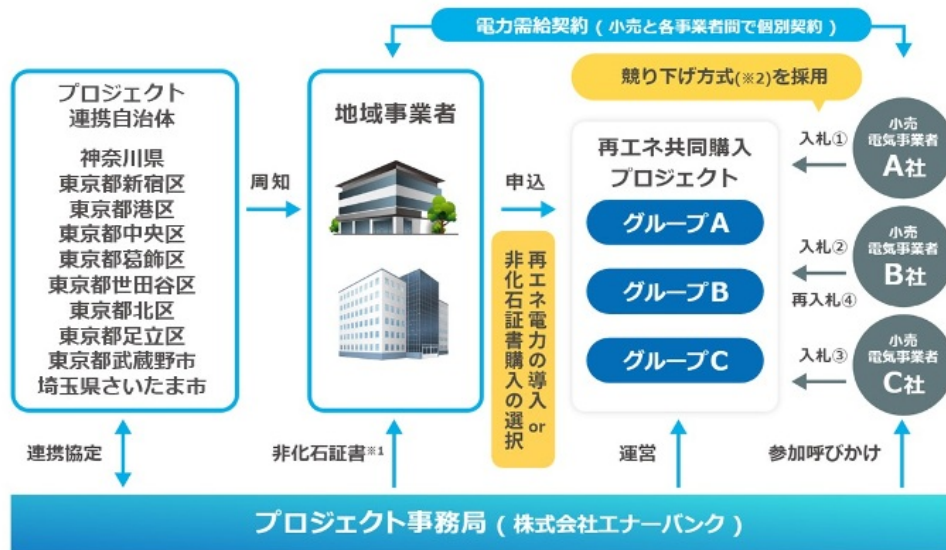 電力需給契約 ( 小売と各事業者間で個別契約 )
プロジェクト
連携自治体
神奈川県
東京都新宿区
東京都港区
東京都中央区
東京都葛飾区
東京都世田谷区
東京都北区
東京都足立区
東京都武蔵野市
埼玉県さいたま市
周知
地域事業者
申込
再エネ電力の導入 or
非化石証書購入の選択
競り下げ方式(※2)を採用
再エネ共同購入
プロジェクト
グループA
グループB
グループC
入札①
小売
電気事業者
A社
入札②
再入札④
小売
電気事業者
B社
入札③
小売
電気事業者
C社
連携協定
非化石証書※1
運営
参加呼びかけ
プロジェクト事務局 ( 株式会社エナーバンク )